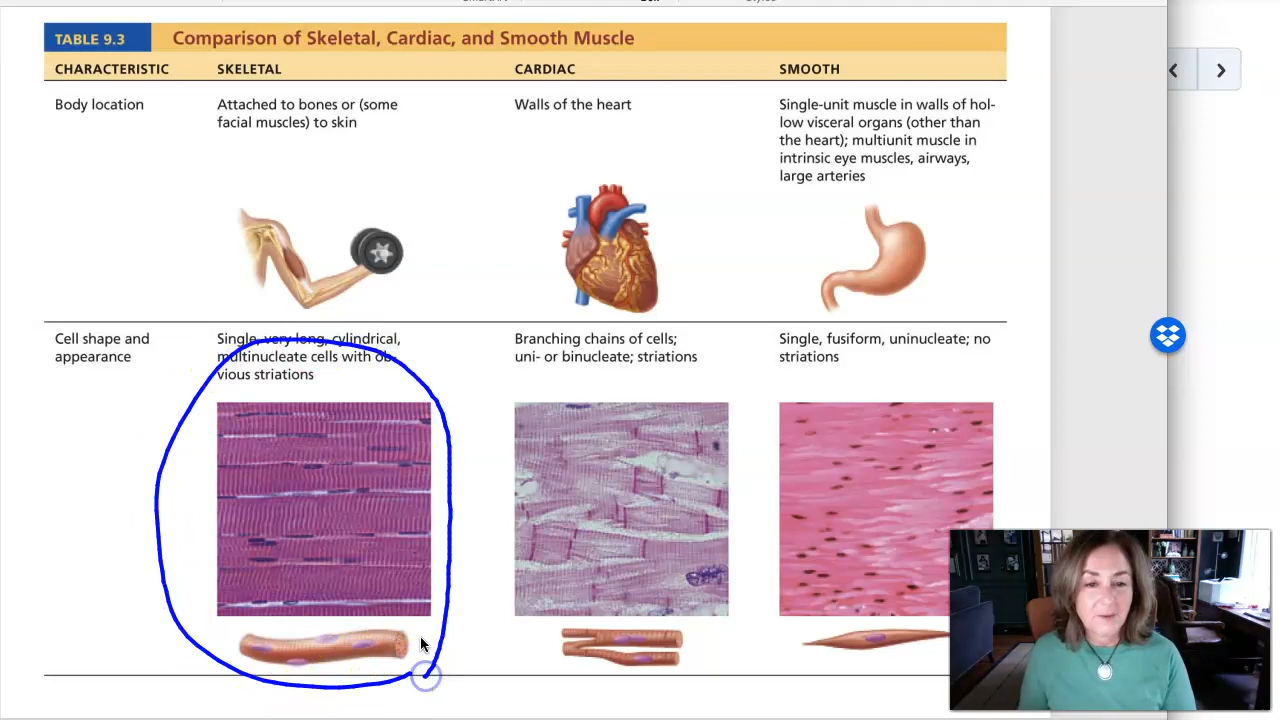 TABLE 9.3 Comparison of Skeletal, Cardiac, and Smooth Muscle
CHARACTERISTIC SKELETAL CARDIAC SMOOTH
Body location
Attached to bones or (some
facial muscles) to skin
Walls of the heart
Single-unit muscle in walls of hol-
low visceral organs (other than
the heart); multiunit muscle in
intrinsic eye muscles, airways,
large arteries
Cell shape and
appearance
Single, very long, cylindrical,
multinucleate cells with ob-
vious striations
Branching chains of cells;
uni- or binucleate; striations
Single, fusiform, uninucleate; no
striations